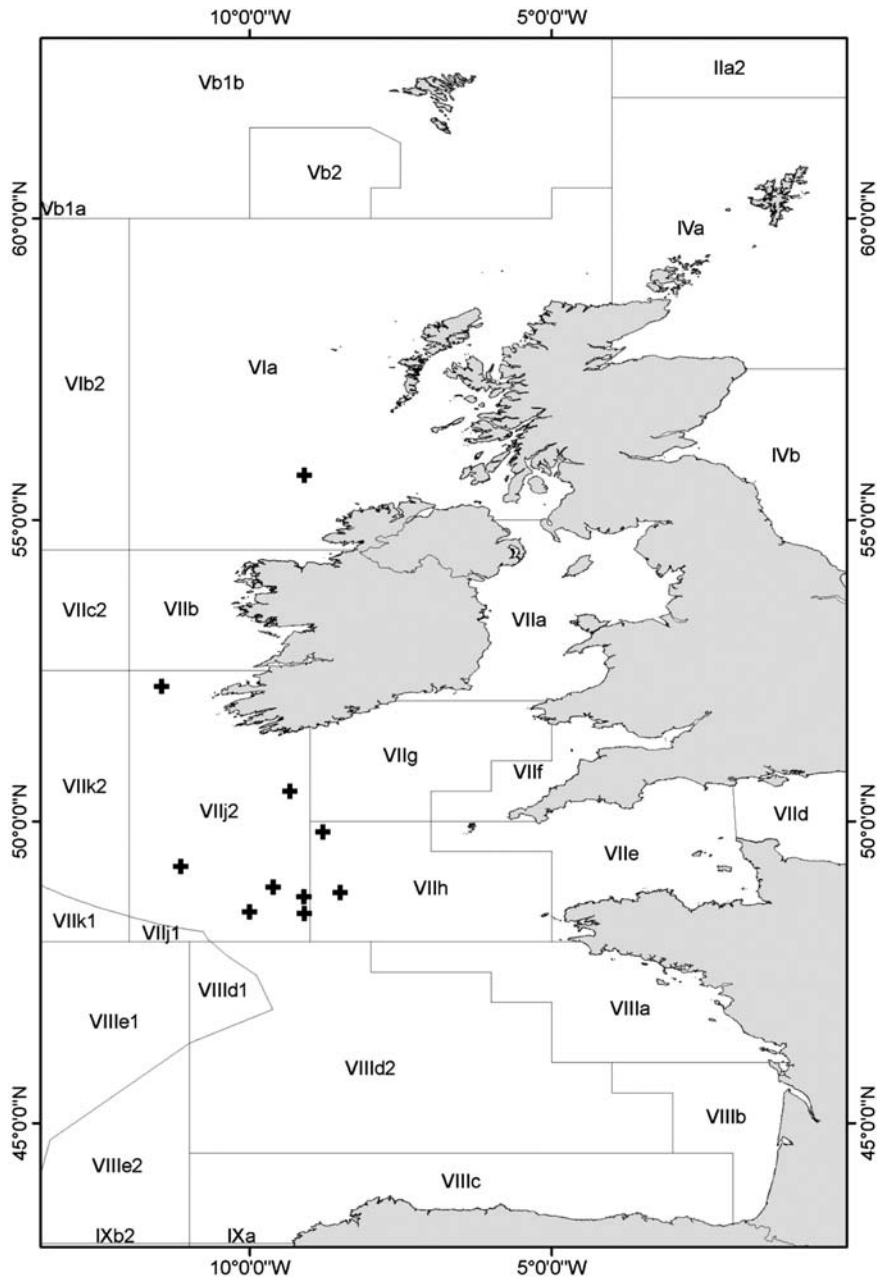 10°0'0"W 5°0'0"W
Vb1b
IIa2
Vb2
Vb1a
60°0'0"N
60°0'0"N
IVa
VIb2
VIa
IVb
55°0'0"N
55°0'0"N
VIIc2
VIIb
VIIa
VIIg
VIIf
VIIk2
VIIj2
50°0'0"N
50°0'0"N
VIId
VIIe
VIIh
VIIk1
VIIj1
VIIId1
VIIIe1
VIIIa
VIIId2
45°0'0"N
45°0'0"N
VIIIb
VIIIe2
VIIIc
IXb2
IXa
10°0'0"W 5°0'0"W